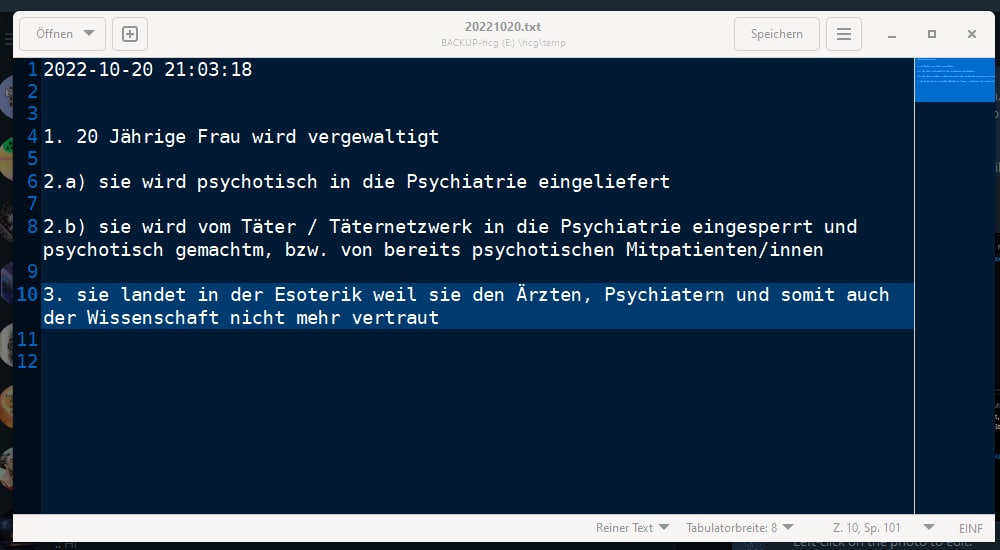 Öffnen
20221020.txt
BACKUP-hcg (E:) \hcg\temp
Speichern
1 2022-10-20 21:03:18
2
3
4 1. 20 Jährige Frau wird vergewaltigt
5
6 2.a) sie wird psychotisch in die Psychiatrie eingeliefert
7
8 2.b) sie wird vom Täter / Täternetzwerk in die Psychiatrie eingesperrt und
psychotisch gemachtm, bzw. von bereits psychotischen Mitpatienten/innen
9
10 3. sie landet in der Esoterik weil sie den Ärzten, Psychiatern und somit auch
der Wissenschaft nicht mehr vertraut
11
12
Reiner Text Tabulatorbreite: 8 Z. 10, Sp. 101 EINF
Left-click on the photo to edit.